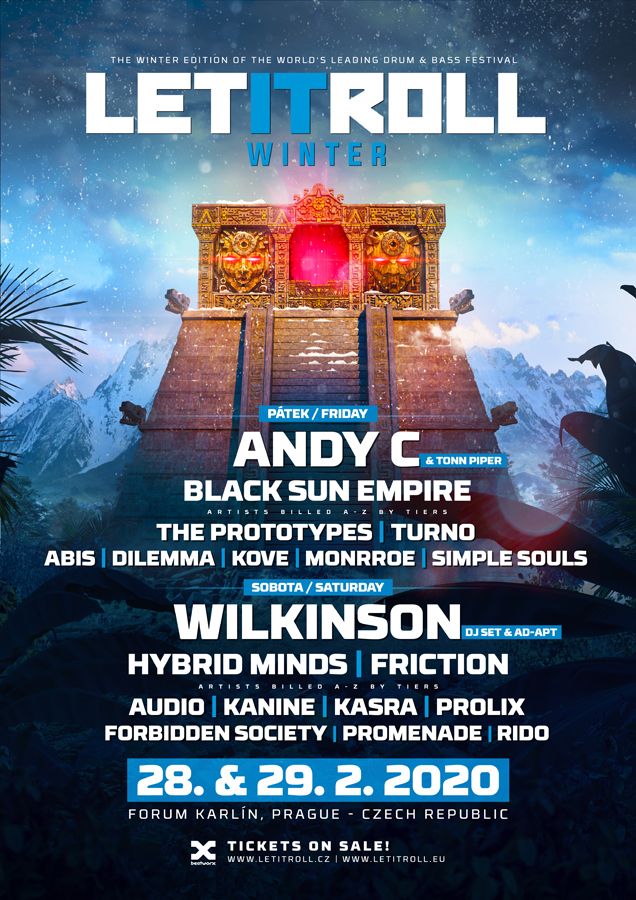 THE WINTER EDITION OF THE WORLD'S LEADING DRUM & BASS FESTIVAL
LETITROLL
WINTER
PÁTEK / FRIDAY
ANDY C & TONN PIPER
BLACK SUN EMPIRE
ARTISTS BILLED A-Z BY TIERS
THE PROTOTYPES | TURNO
ABIS | DILEMMA | KOVE | MONRROE | SIMPLE SOULS
SOBOTA / SATURDAY
WILKINSON DJ SET & AD-APT
HYBRID MINDS | FRICTION
ARTISTS BILLED A-Z BY TIERS
AUDIO | KANINE | KASRA | PROLIX
FORBIDDEN SOCIETY | PROMENADE | RIDO
28. & 29. 2. 2020
FORUM KARLÍN, PRAGUE - CZECH REPUBLIC
TICKETS ON SALE!
beatworx WWW.LETITROLL.CZ | WWW.LETITROLL.EU